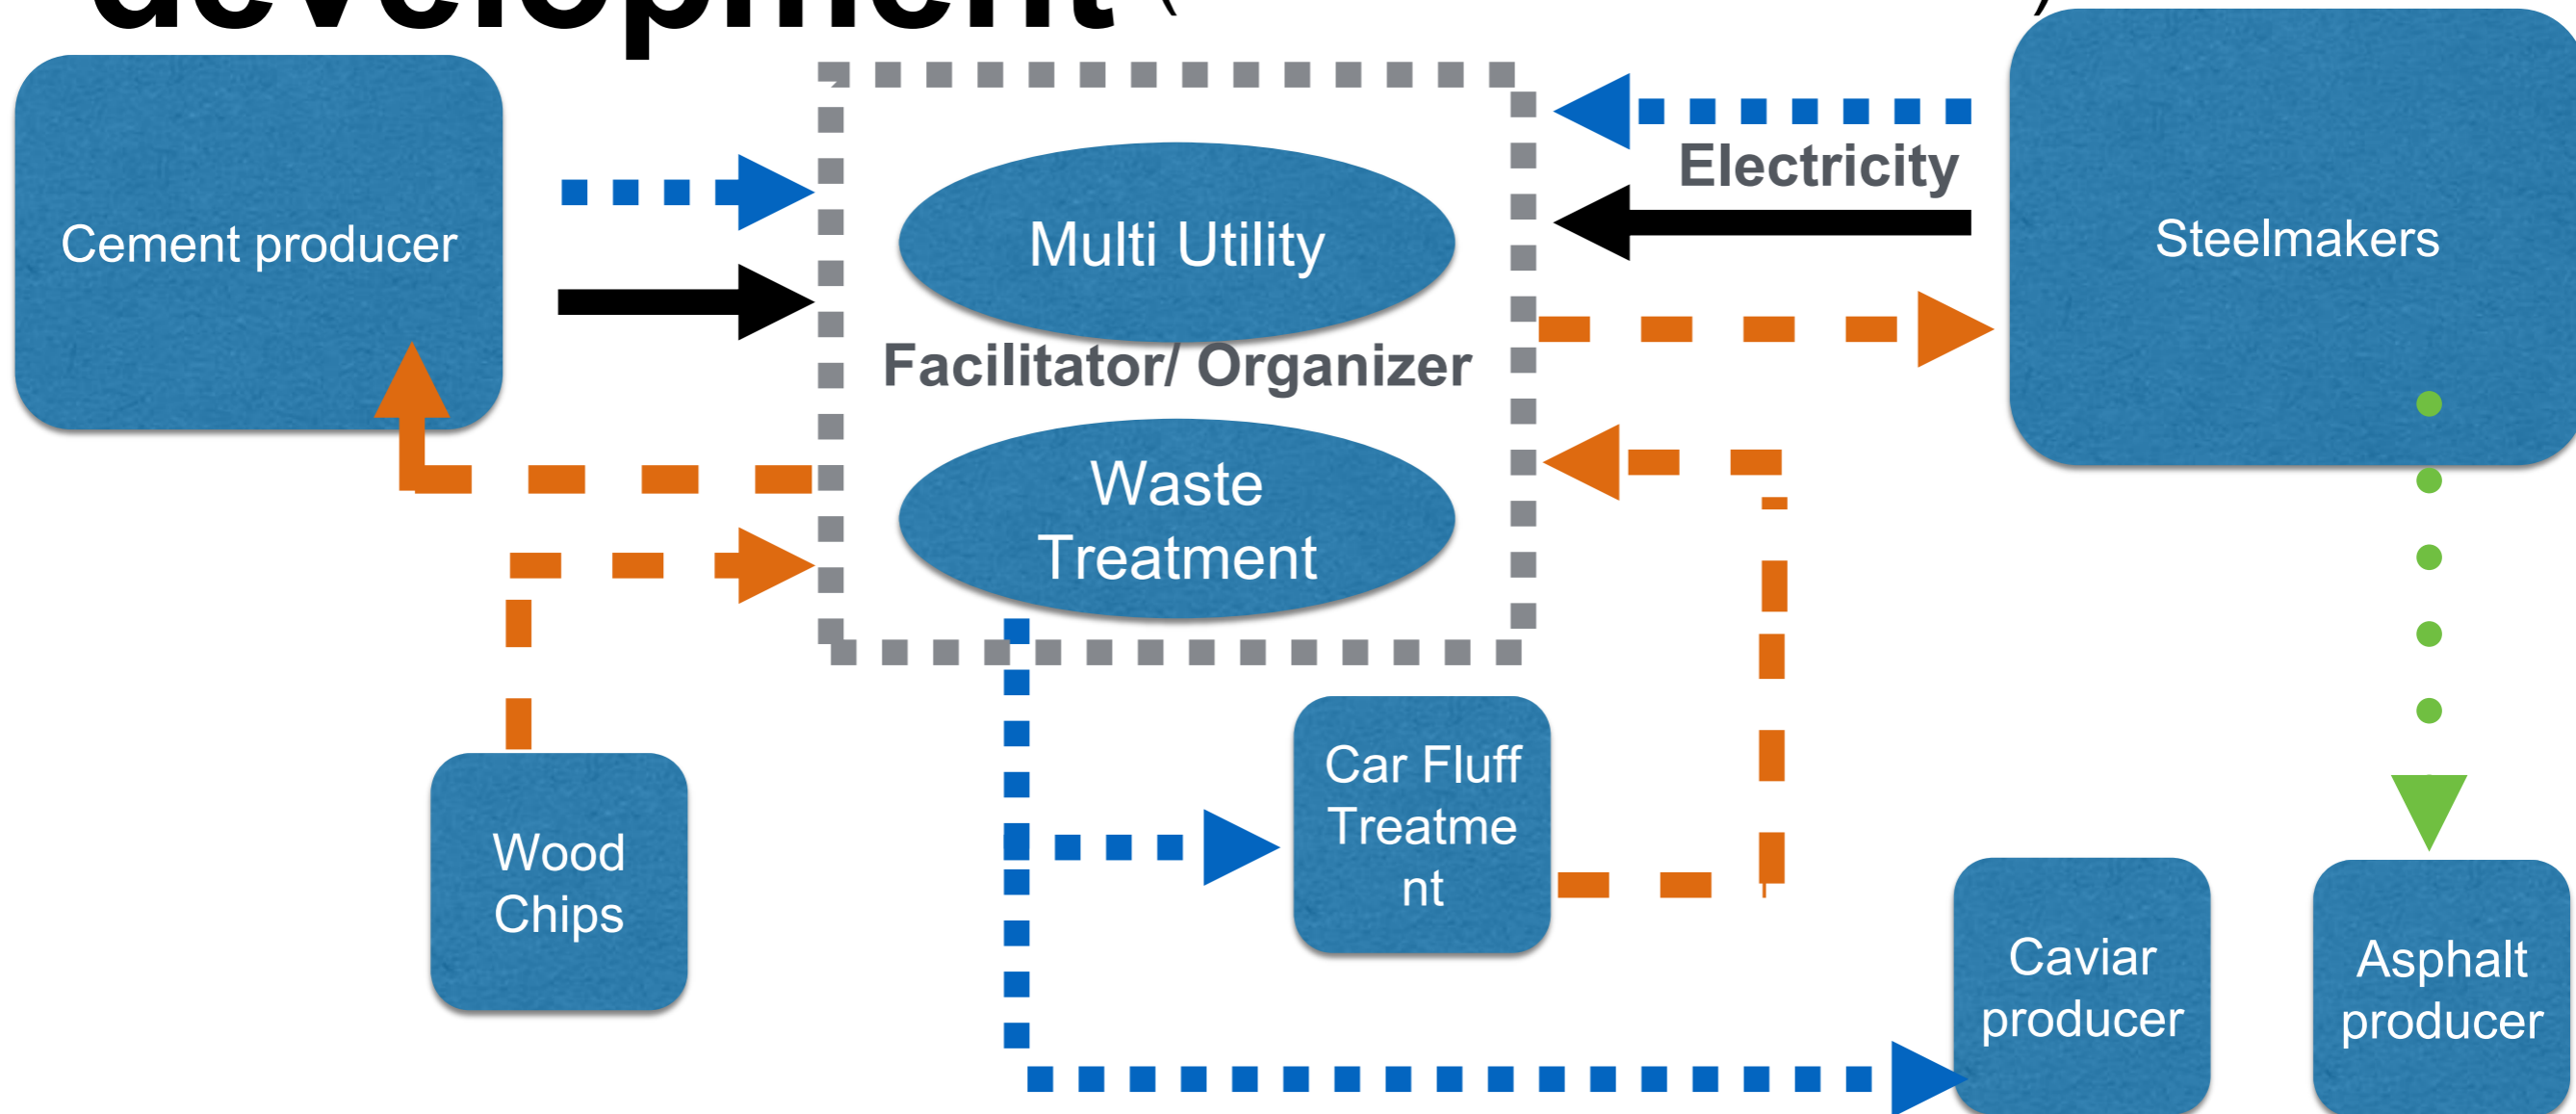 development (
)
Cement producer
Multi Utility
Electricity
Steelmakers
Facilitator/ Organizer
Waste
Treatment
Wood
Chips
Car Fluff
Treatme
nt
Caviar
producer
Asphalt
producer